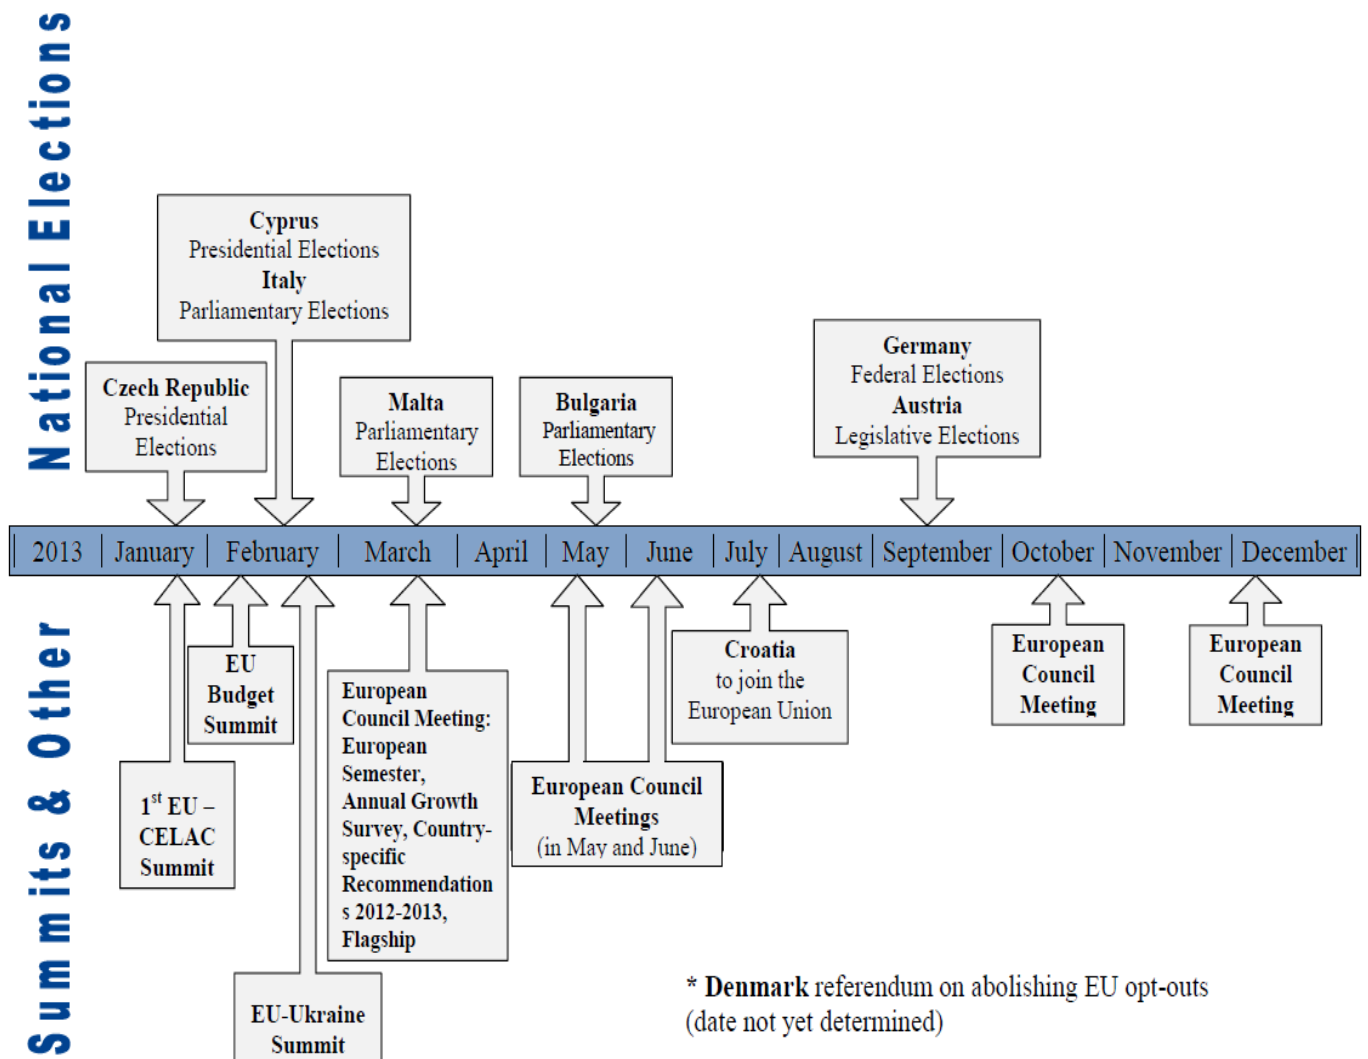 National Elections
Cyprus
Presidential Elections
Italy
Parliamentary Elections
Czech Republic
Presidential
Elections
Malta
Parliamentary
Elections
Bulgaria
Parliamentary
Elections
Germany
Federal Elections
Austria
Legislative Elections
2013 January February March April May June July August September October November December
Summits & Other
1st EU –
CELAC
Summit
EU
Budget
Summit
EU-Ukraine
Summit
European
Council Meeting:
European
Semester,
Annual Growth
Survey, Country-
specific
Recommendation
s 2012-2013,
Flagship
European Council
Meetings
(in May and June)
Croatia
to join the
European Union
European
Council
Meeting
European
Council
Meeting
* Denmark referendum on abolishing EU opt-outs
(date not yet determined)